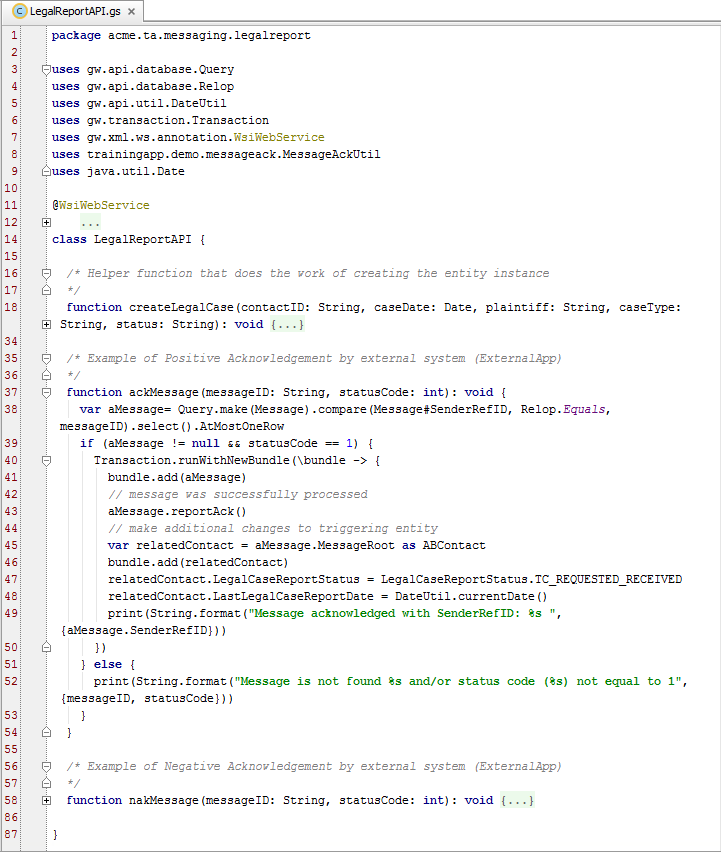 LegalReportAPI.gs
1 package acme.ta.messaging.legalreport
2
3 uses gw.api.database.Query
4 uses gw.api.database.Relop
5 uses gw.api.util.DateUtil
6 uses gw.transaction.Transaction
7 uses gw.xml.ws.annotation.WsiWebService
8 uses trainingapp.demo.messageack.MessageAckUtil
9 uses java.util.Date
10
11 @WsiWebService
12 ...
14 class LegalReportAPI {
15
16 /* Helper function that does the work of creating the entity instance
17 */
18 function createLegalCase(contactID: String, caseDate: Date, plaintiff: String, caseType:
String, status: String): void {...}
34
35 /* Example of Positive Acknowledgement by external system (ExternalApp)
36 */
37 function ackMessage(messageID: String, statusCode: int): void {
38 var aMessage= Query.make(Message).compare(Message#SenderRefID, Relop.Equals,
messageID).select().AtMostOneRow
39 if (aMessage != null && statusCode == 1) {
40 Transaction.runWithNewBundle(\bundle -> {
41 bundle.add(aMessage)
42 // message was successfully processed
43 aMessage.reportAck()
44 // make additional changes to triggering entity
45 var relatedContact = aMessage.MessageRoot as ABContact
46 bundle.add(relatedContact)
47 relatedContact.LegalCaseReportStatus = LegalCaseReportStatus.TC_REQUESTED_RECEIVED
48 relatedContact.LastLegalCaseReportDate = DateUtil.currentDate()
49 print(String.format("Message acknowledged with SenderRefID: %s ",
{aMessage.SenderRefID}))
50 })
51 } else {
52 print(String.format("Message is not found %s and/or status code (%s) not equal to 1",
{messageID, statusCode}))
53 }
54 }
55
56 /* Example of Negative Acknowledgement by external system (ExternalApp)
57 */
58 function nakMessage(messageID: String, statusCode: int): void {...}
86
87 }